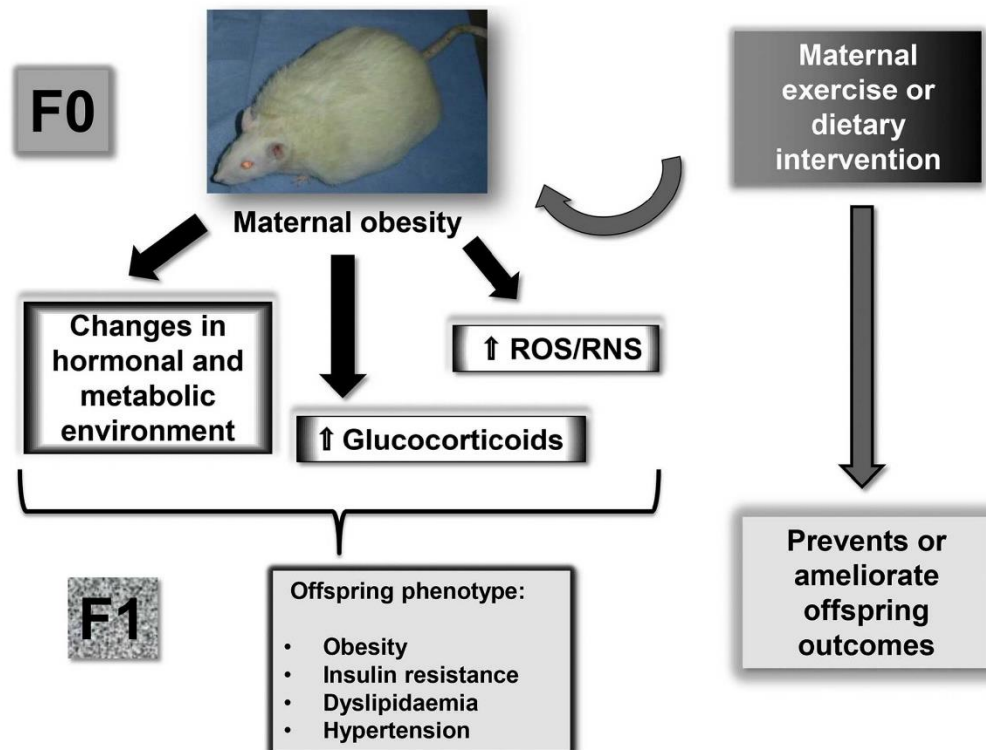 F0
Maternal
exercise or
dietary
intervention
Maternal obesity
Changes in
hormonal and
metabolic
environment
⇑ ROS/RNS
⇑ Glucocorticoids
F1
Offspring phenotype:
• Obesity
• Insulin resistance
• Dyslipidaemia
• Hypertension
Prevents or
ameliorate
offspring
outcomes